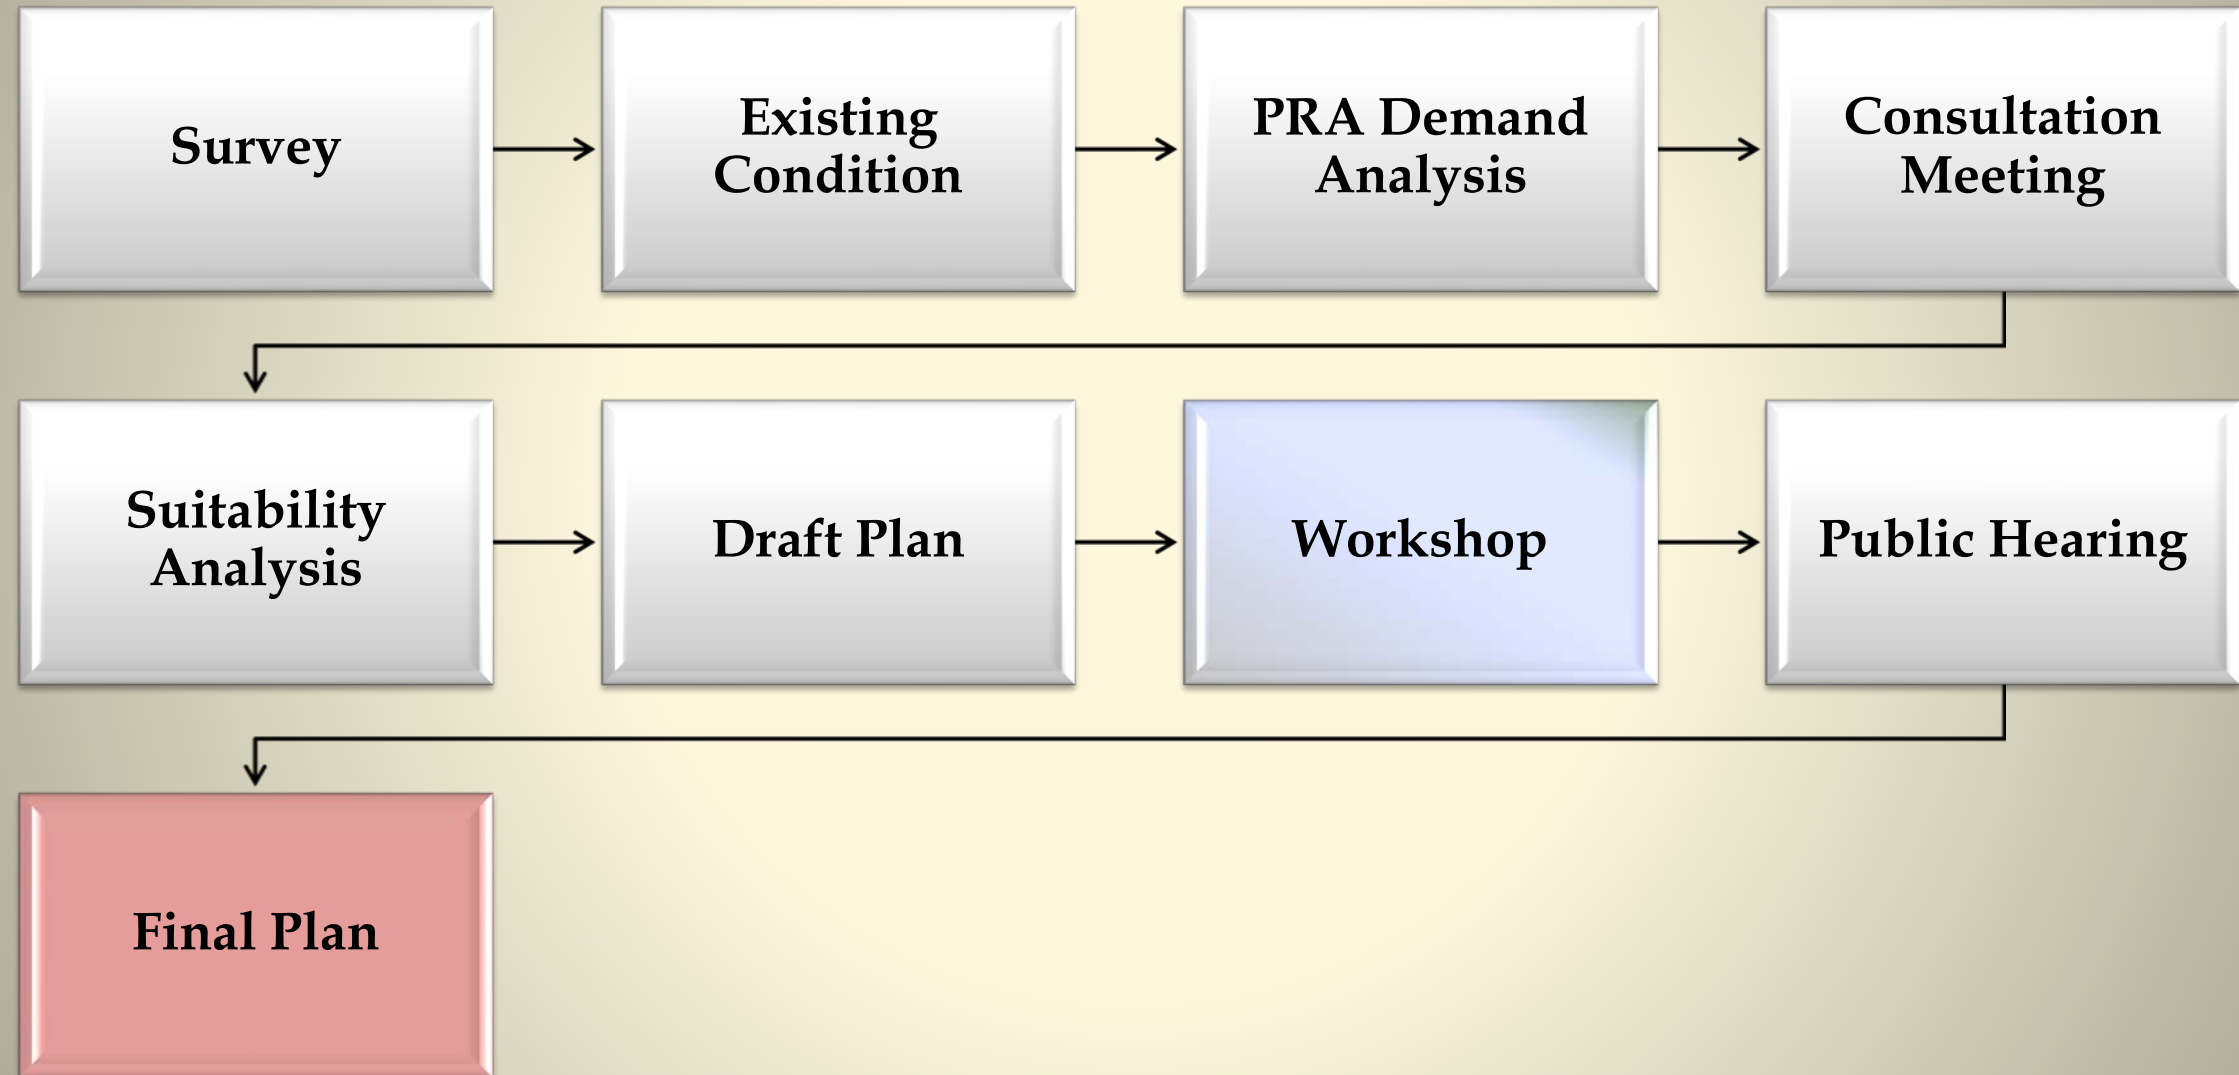 Survey
Existing
Condition
PRA Demand
Analysis
Consultation
Meeting
Suitability
Analysis
Draft Plan
Workshop
Public Hearing
Final Plan